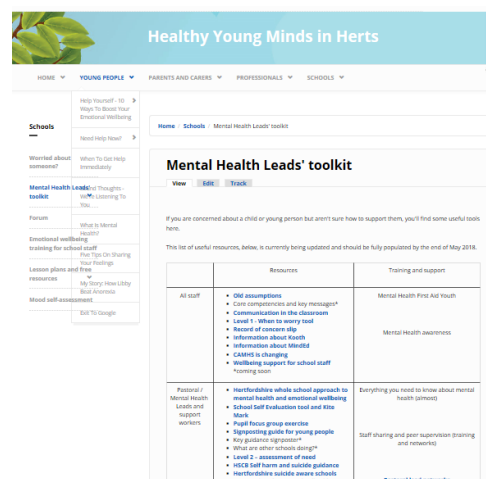 Healthy Young Minds in Herts
HOME YOUNG PEOPLE PARENTS AND CARERS PROFESSIONALS SCHOOLS
Help Yourself - 10
Ways To Boost Your
Emotional Wellbeing
Need Help Now?
When To Get Help
Immediately
Thoughts -
We're Listening To
You
What Is Mental
Health?
Five Tips On Sharing
Your Feelings
My Story: How Libby
Beat Anorexia
Exit To Google
Schools
Worried about
someone?
Mental Health Leads'
toolkit
Forum
Emotional wellbeing
training for school staff
Lesson plans and free
resources
Mood self-assessment
Home / Schools / Mental Health Leads' toolkit
Mental Health Leads' toolkit
View Edit Track
If you are concerned about a child or young person but aren't sure how to support them, you'll find some useful tools
here.
This list of useful resources, below, is currently being updated and should be fully populated by the end of May 2018.
Resources Training and support
All staff
• Old assumptions
• Core competencies and key messages*
• Communication in the classroom
• Level 1 - When to worry tool
• Record of concern slip
• Information about Kooth
• Information about MindEd
• CAMHS is changing
• Wellbeing support for school staff
*coming soon
Mental Health First Aid Youth
Mental Health awareness
Pastoral /
Mental Health
Leads and
support
workers
• Hertfordshire whole school approach to
mental health and emotional wellbeing
• School Self Evaluation tool and Kite
Mark
• Pupil focus group exercise
• Signposting guide for young people
• Key guidance signposter*
• What are other schools doing?*
• Level 2 – assessment of need
• HSCB Self harm and suicide guidance
• Hertfordshire suicide aware schools
Everything you need to know about mental
health (almost)
Staff sharing and peer supervision (training
and networks)